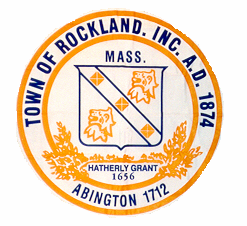 TOWN OF ROCKLAND. INC. A.D. 1874
MASS.
HATHERLY GRANT
1656
ABINGTON 1712